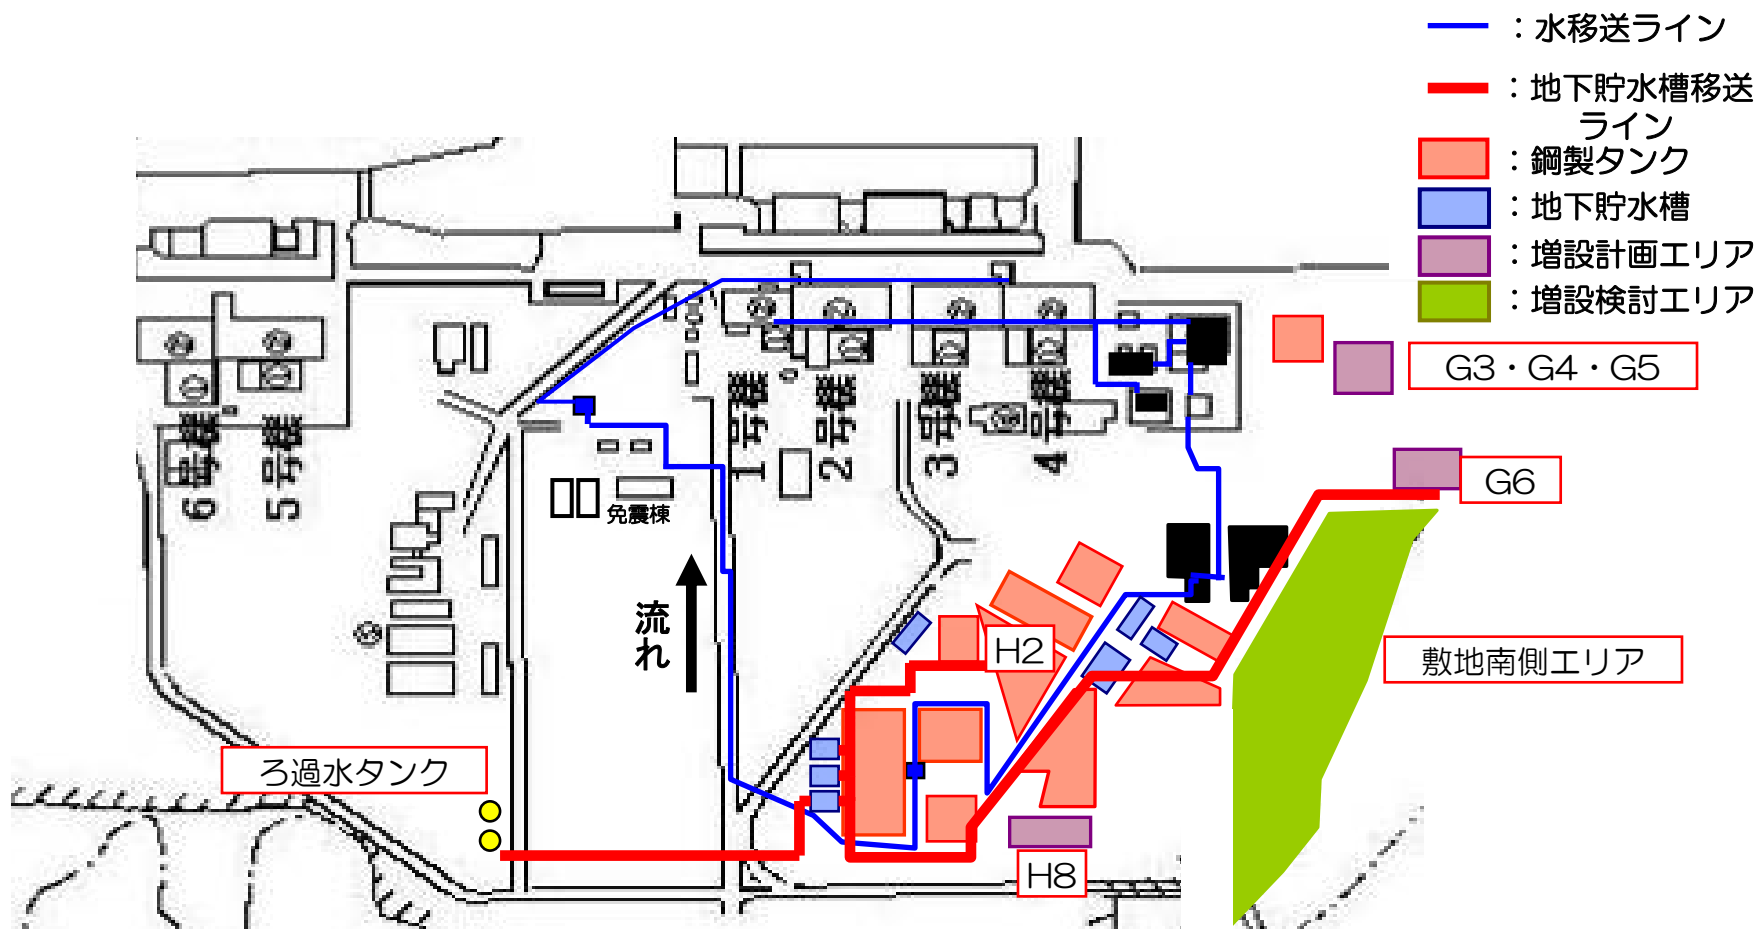 ：水移送ライン
：地下貯水槽移送
ライン
：鋼製タンク
：地下貯水槽
：増設計画エリア
：増設検討エリア
G3・G4・G5
G6
6号機
5号機
1号機
2号機
3号機
4号機
免震棟
流れ
H2
敷地南側エリア
ろ過水タンク
H8